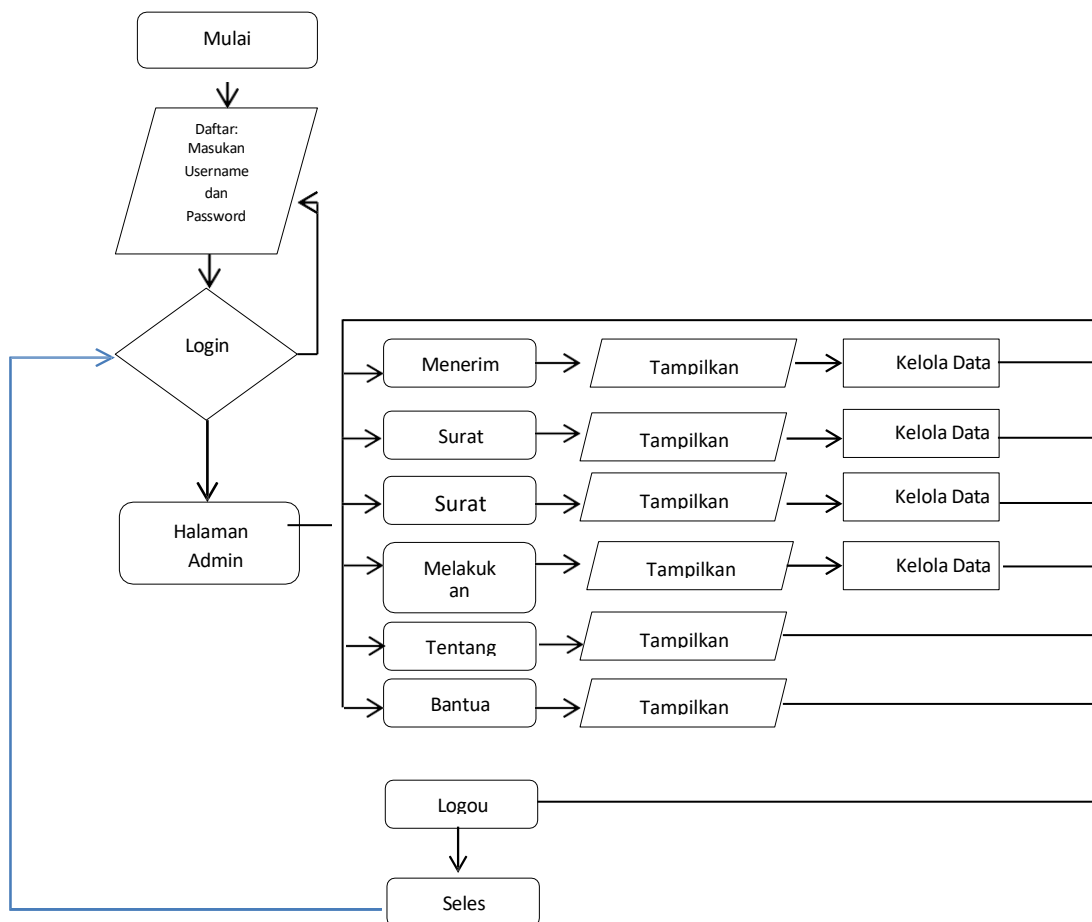 Mulai
Daftar:
Masukan
Username
dan
Password
Login
Halaman
Admin
Menerim
Tampilkan
Kelola Data
Surat
Tampilkan
Kelola Data
Surat
Tampilkan
Kelola Data
Melakuk
an
Tampilkan
Kelola Data
Tentang
Tampilkan
Bantua
Tampilkan
Logou
Seles